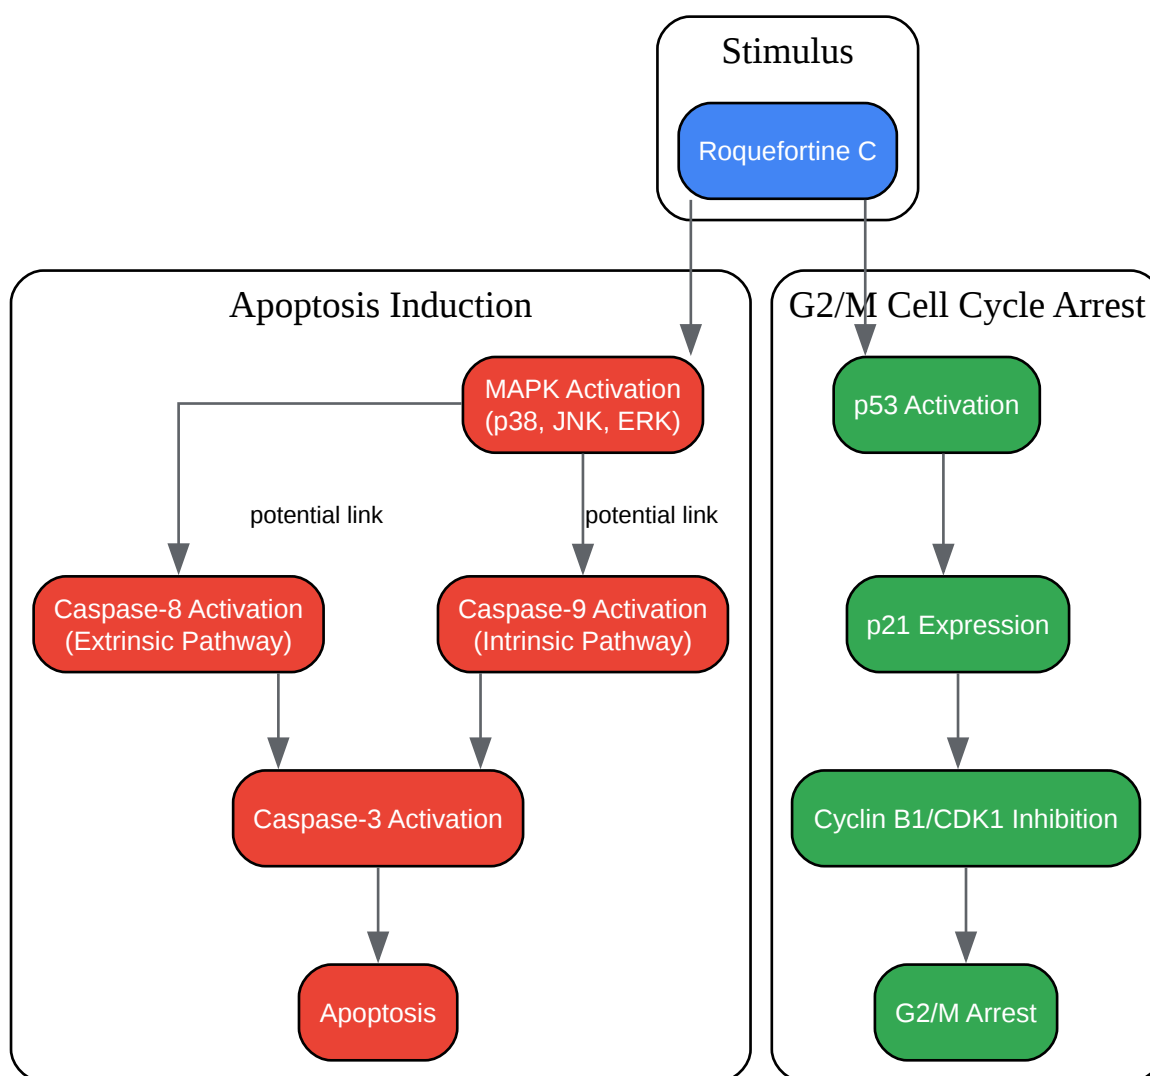 Stimulus
Roquefortine C
Apoptosis Induction
MAPK Activation
(p38, JNK, ERK)
potential link
potential link
Caspase-8 Activation
(Extrinsic Pathway)
Caspase-9 Activation
(Intrinsic Pathway)
Caspase-3 Activation
Apoptosis
G2/M Cell Cycle Arrest
p53 Activation
p21 Expression
Cyclin B1/CDK1 Inhibition
G2/M Arrest